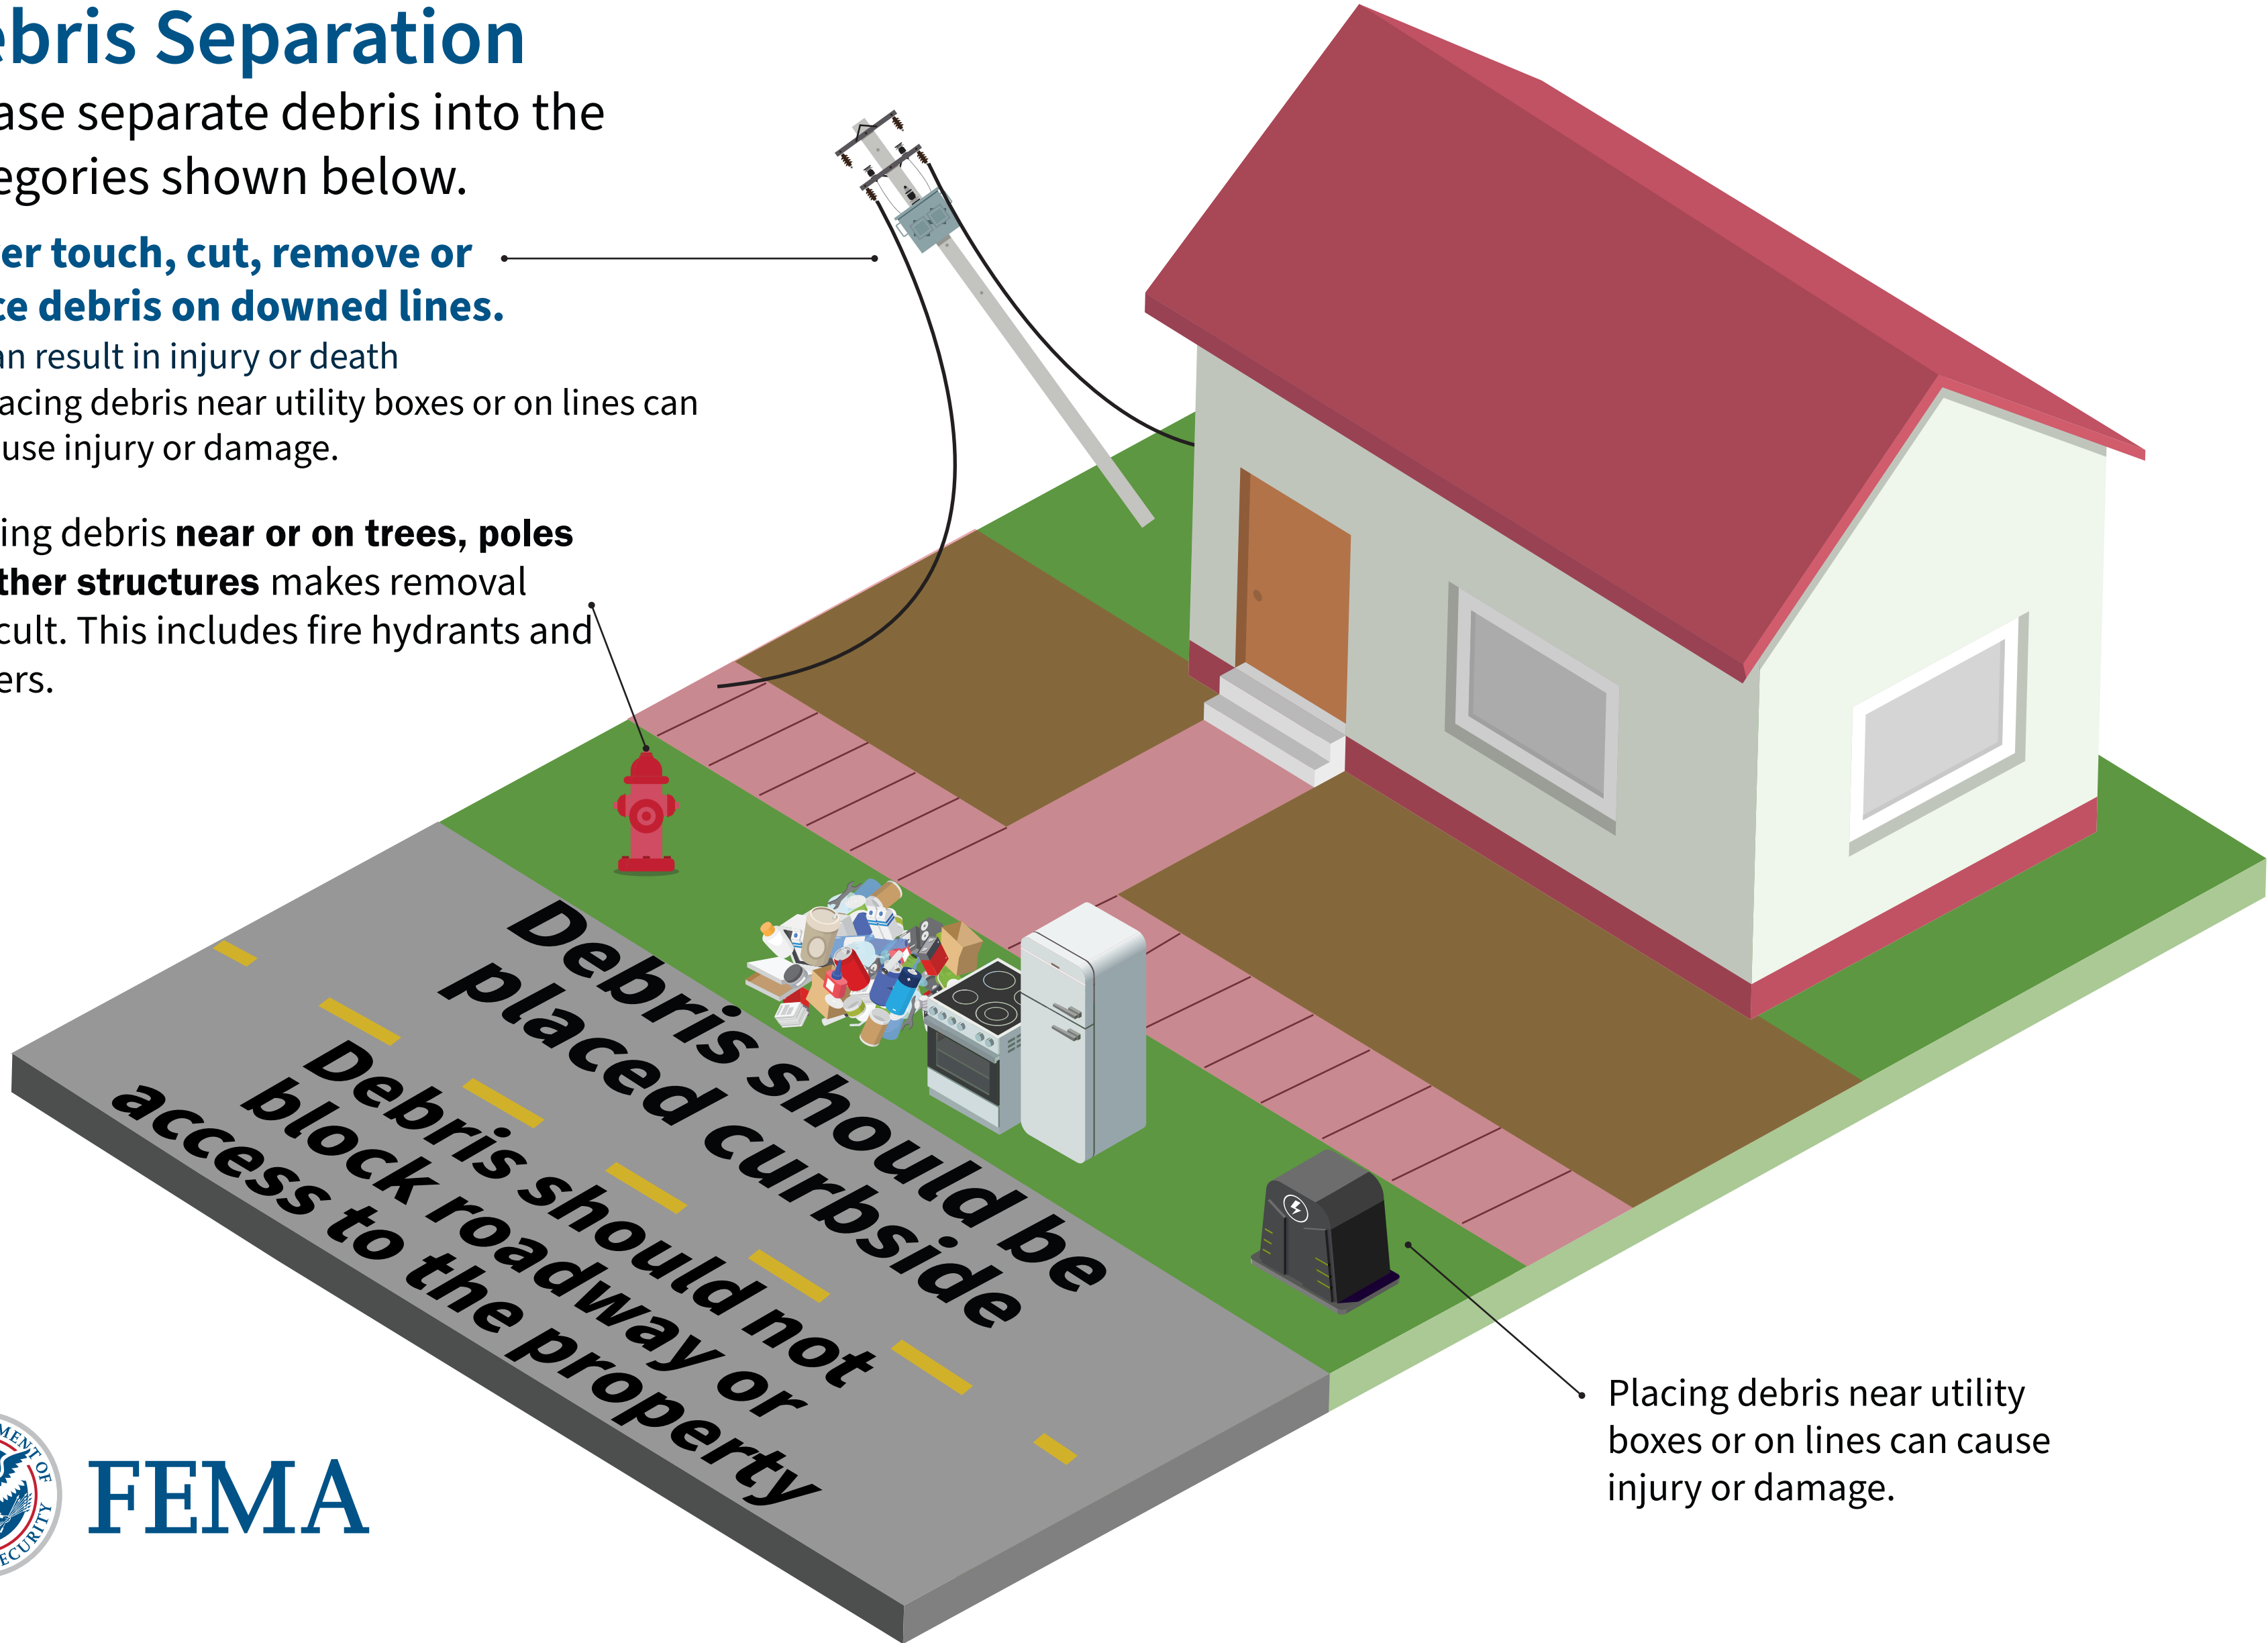 ebris Separation
ase separate debris into the
egories shown below.
er touch, cut, remove or
ce debris on downed lines.
an result in injury or death
acing debris near utility boxes or on lines can
use injury or damage.
ing debris near or on trees, poles
ther structures makes removal
cult. This includes fire hydrants and
ers.
Debris should be
placed curbside
Debris should not
block roadway or
access to the property
Placing debris near utility
boxes or on lines can cause
injury or damage.
MENT OF
ECURITY
FEMA